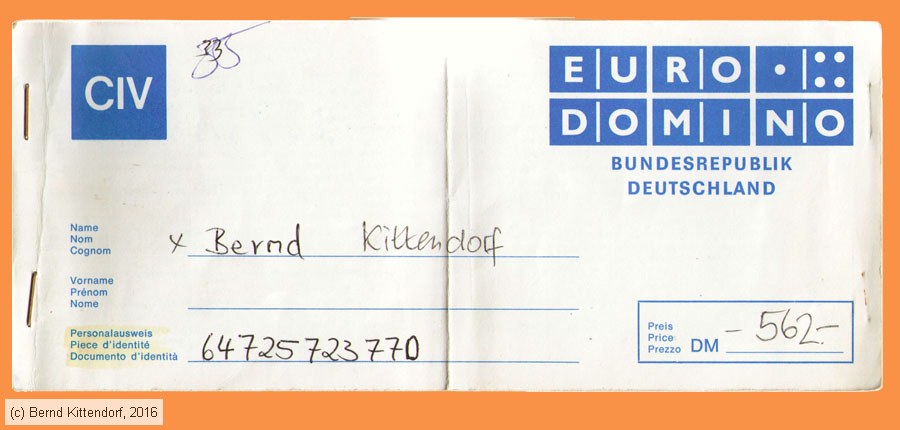 CIV
335
EURO
DOMINO
BUNDESREPUBLIK
DEUTSCHLAND
Name
Nom
Cognom
x Bernd Kittendorf
Vorname
Prénom
Nome
Personalausweis
Piece d'identité
Documento d'identità
64725723770
Preis
Price
Prezzo
DM
- 562.-
(c) Bernd Kittendorf, 2016